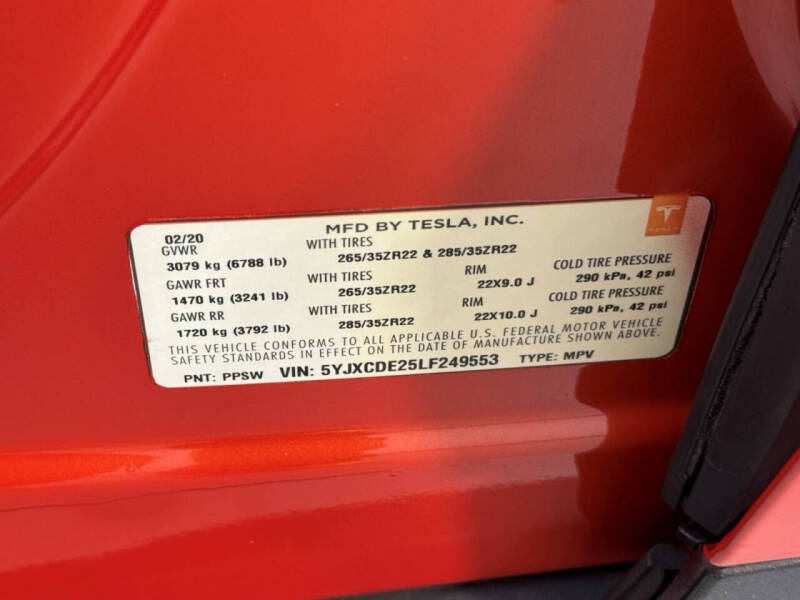 MFD BY TESLA, INC.
TESLA
02/20
GVWR WITH TIRES
3079 kg (6788 lb) 265/35ZR22 & 285/35ZR22
GAWR FRT WITH TIRES RIM COLD TIRE PRESSURE
1470 kg (3241 lb) 265/35ZR22 22X9.0 J 290 kPa, 42 psi
GAWR RR WITH TIRES RIM COLD TIRE PRESSURE
1720 kg (3792 lb) 285/35ZR22 22X10.0 J 290 kPa, 42 psi
THIS VEHICLE CONFORMS TO ALL APPLICABLE U.S. FEDERAL MOTOR VEHICLE
SAFETY STANDARDS IN EFFECT ON THE DATE OF MANUFACTURE SHOWN ABOVE.
PNT: PPSW VIN: 5YJXCDE25LF249553 TYPE: MPV